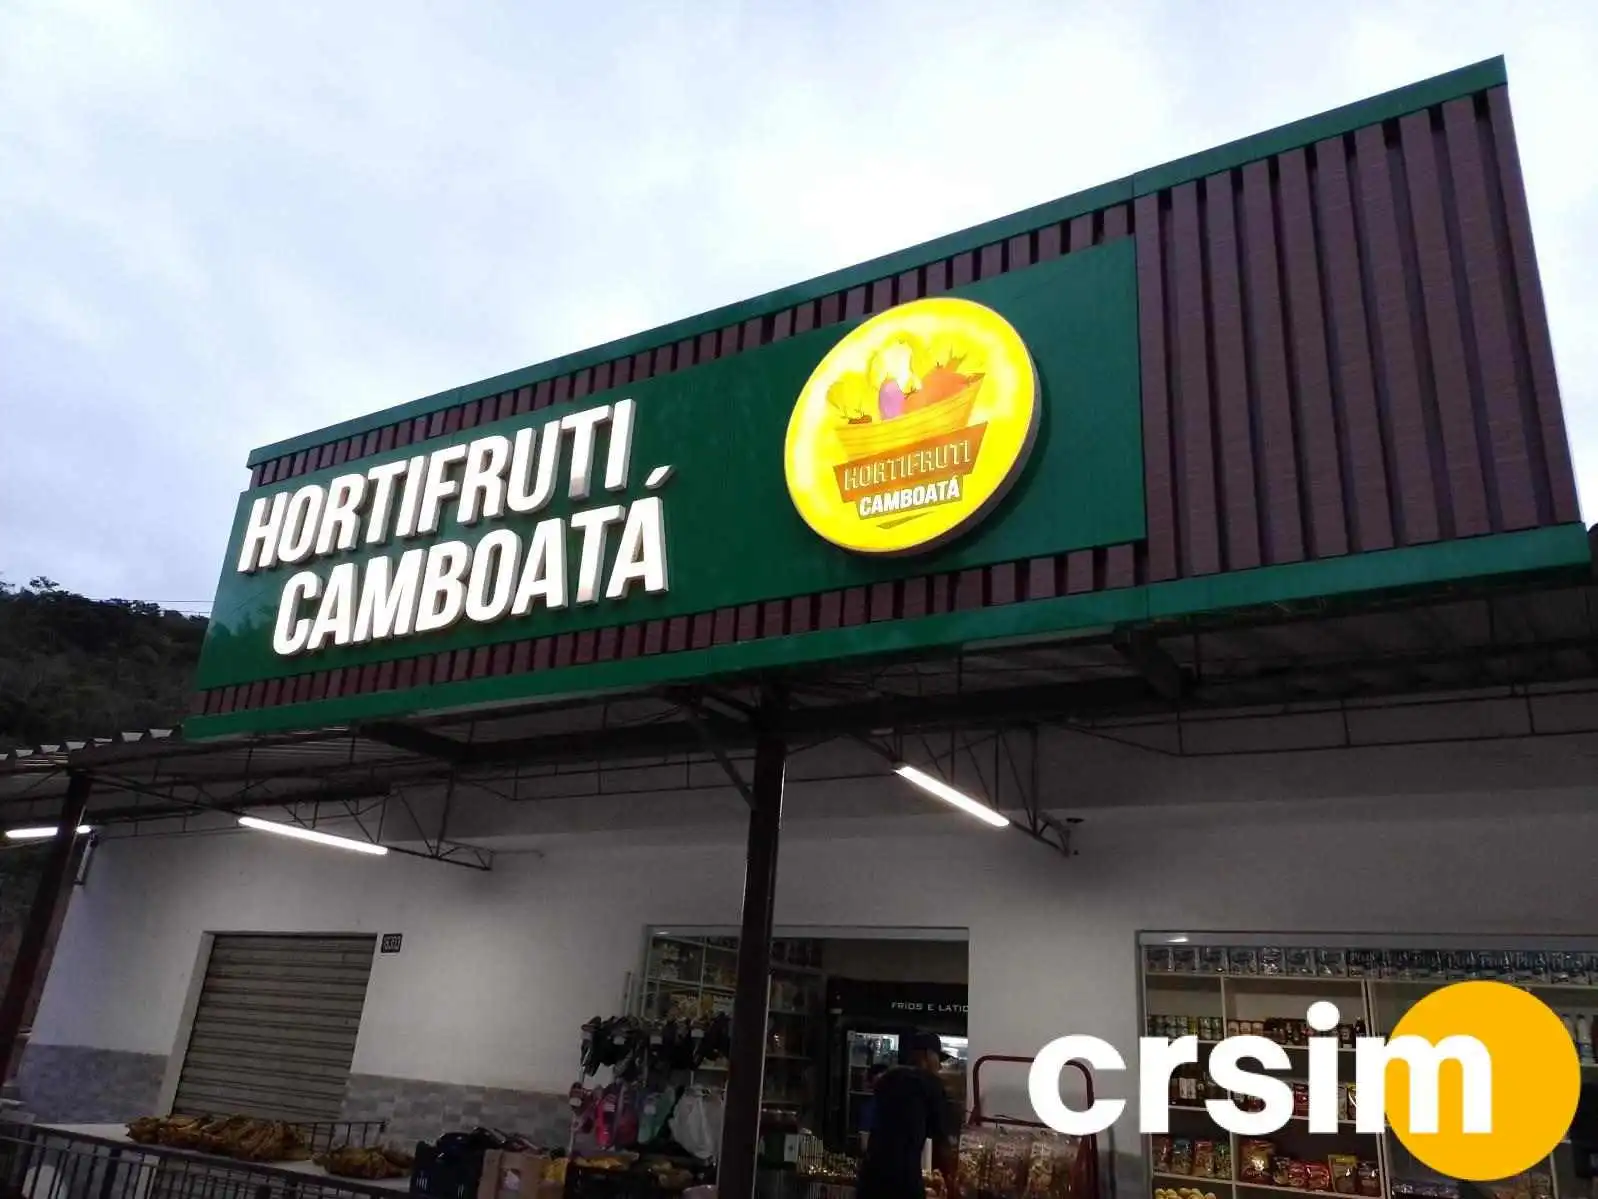 HORTIFRUTI
CAMBOATÁ
HORTIFRUTI
CAMBOATÁ
FRIOS E LATIC
crsim